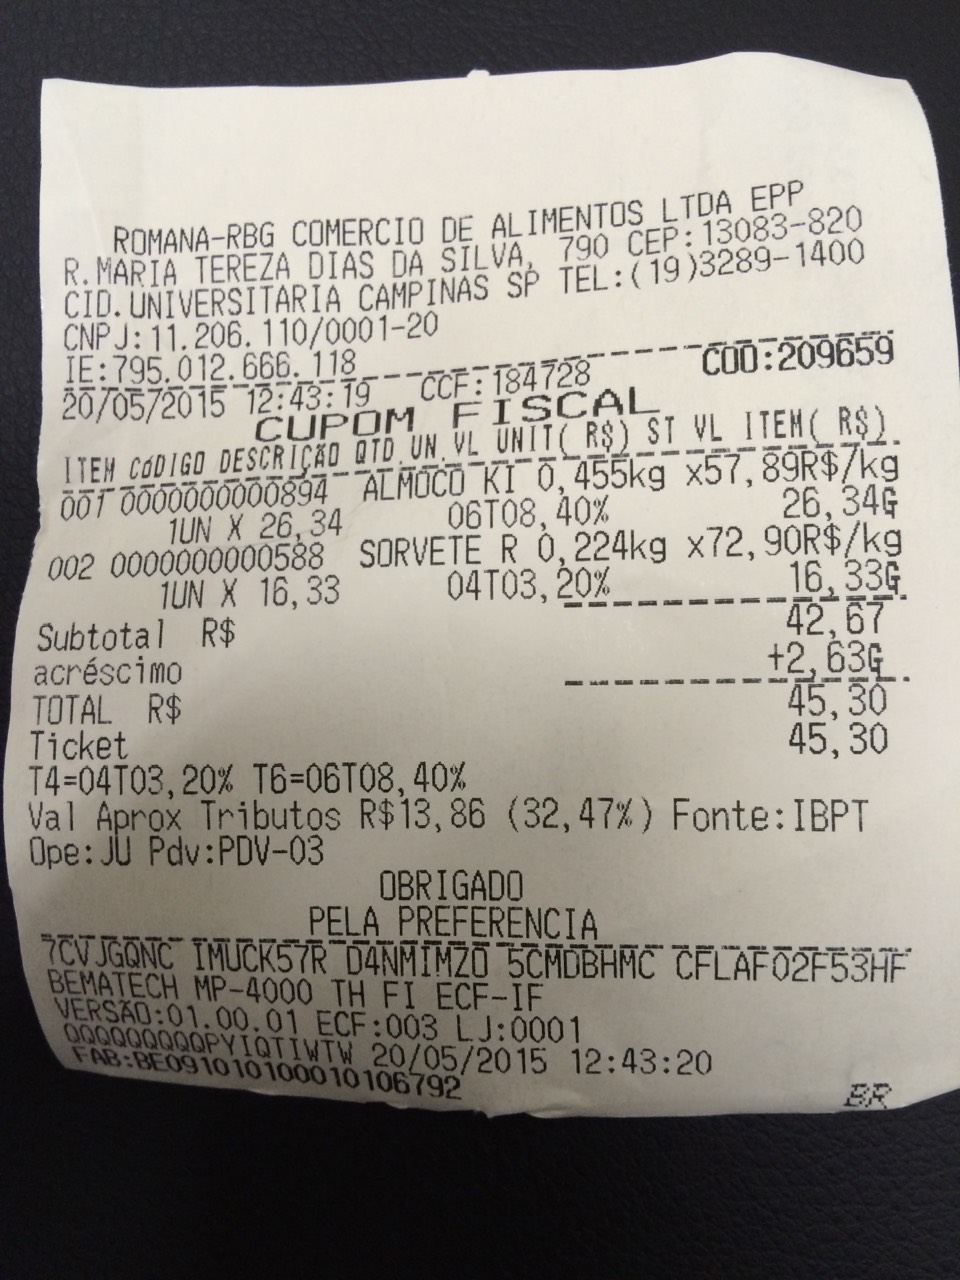 ROMANA-RBG COMERCIO DE ALIMENTOS LTDA EPP
R.MARIA TEREZA DIAS DA SILVA, 790 CEP:13083-820
CID.UNIVERSITARIA CAMPINAS SP TEL:(19)3289-1400
CNPJ:11.206.110/0001-20
IE:795.012.666.118
20/05/2015 12:43:19 CCF:184728 COO:209659
CUPOM FISCAL
ITEM CóDIGO DESCRIÇÃO QTD.UN.VL UNIT( R$) ST VL ITEM( R$)
001 0000000000894 ALMOCO KI 0,455kg x57,89R$/kg
1UN X 26,34 06T08,40% 26,34G
002 0000000000588 SORVETE R 0,224kg x72,90R$/kg
1UN X 16,33 04T03,20% 16,33G
Subtotal R$ 42,67
acréscimo +2,63G
TOTAL R$ 45,30
Ticket 45,30
T4=04T03,20% T6=06T08,40%
Val Aprox Tributos R$13,86 (32,47%) Fonte:IBPT
Ope:JU Pdv:PDV-03
OBRIGADO
PELA PREFERENCIA
7CVJGQNC IMUCK57R D4NMIMZO 5CMDBHMC CFLAF02F53HF
BEMATECH MP-4000 TH FI ECF-IF
VERSÃO:01.00.01 ECF:003 LJ:0001
QQQQQQQQQPYIQTIWTW 20/05/2015 12:43:20
FAB:BE091010100010106792
BR